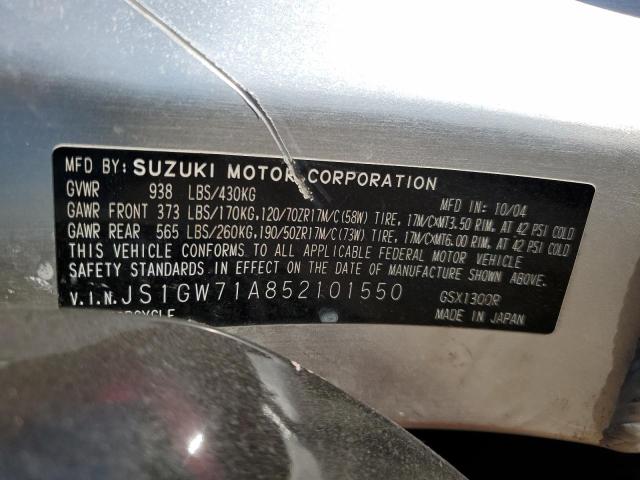 MFD BY: SUZUKI MOTOR CORPORATION
GVWR 938 LBS/430KG MFD IN: 10/04
GAWR FRONT 373 LBS/170KG, 120/70ZR17M/C(58W) TIRE, 17M/C×MT3.50 RIM, AT 42 PSI COLD
GAWR REAR 565 LBS/260KG, 190/50ZR17M/C(73W) TIRE, 17M/C×MT6.00 RIM, AT 42 PSI COLD
THIS VEHICLE CONFORMS TO ALL APPLICABLE FEDERAL MOTOR VEHICLE
SAFETY STANDARDS IN EFFECT ON THE DATE OF MANUFACTURE SHOWN ABOVE.
V.I.N. JS1GW71A852101550 GSX1300R
MADE IN JAPAN